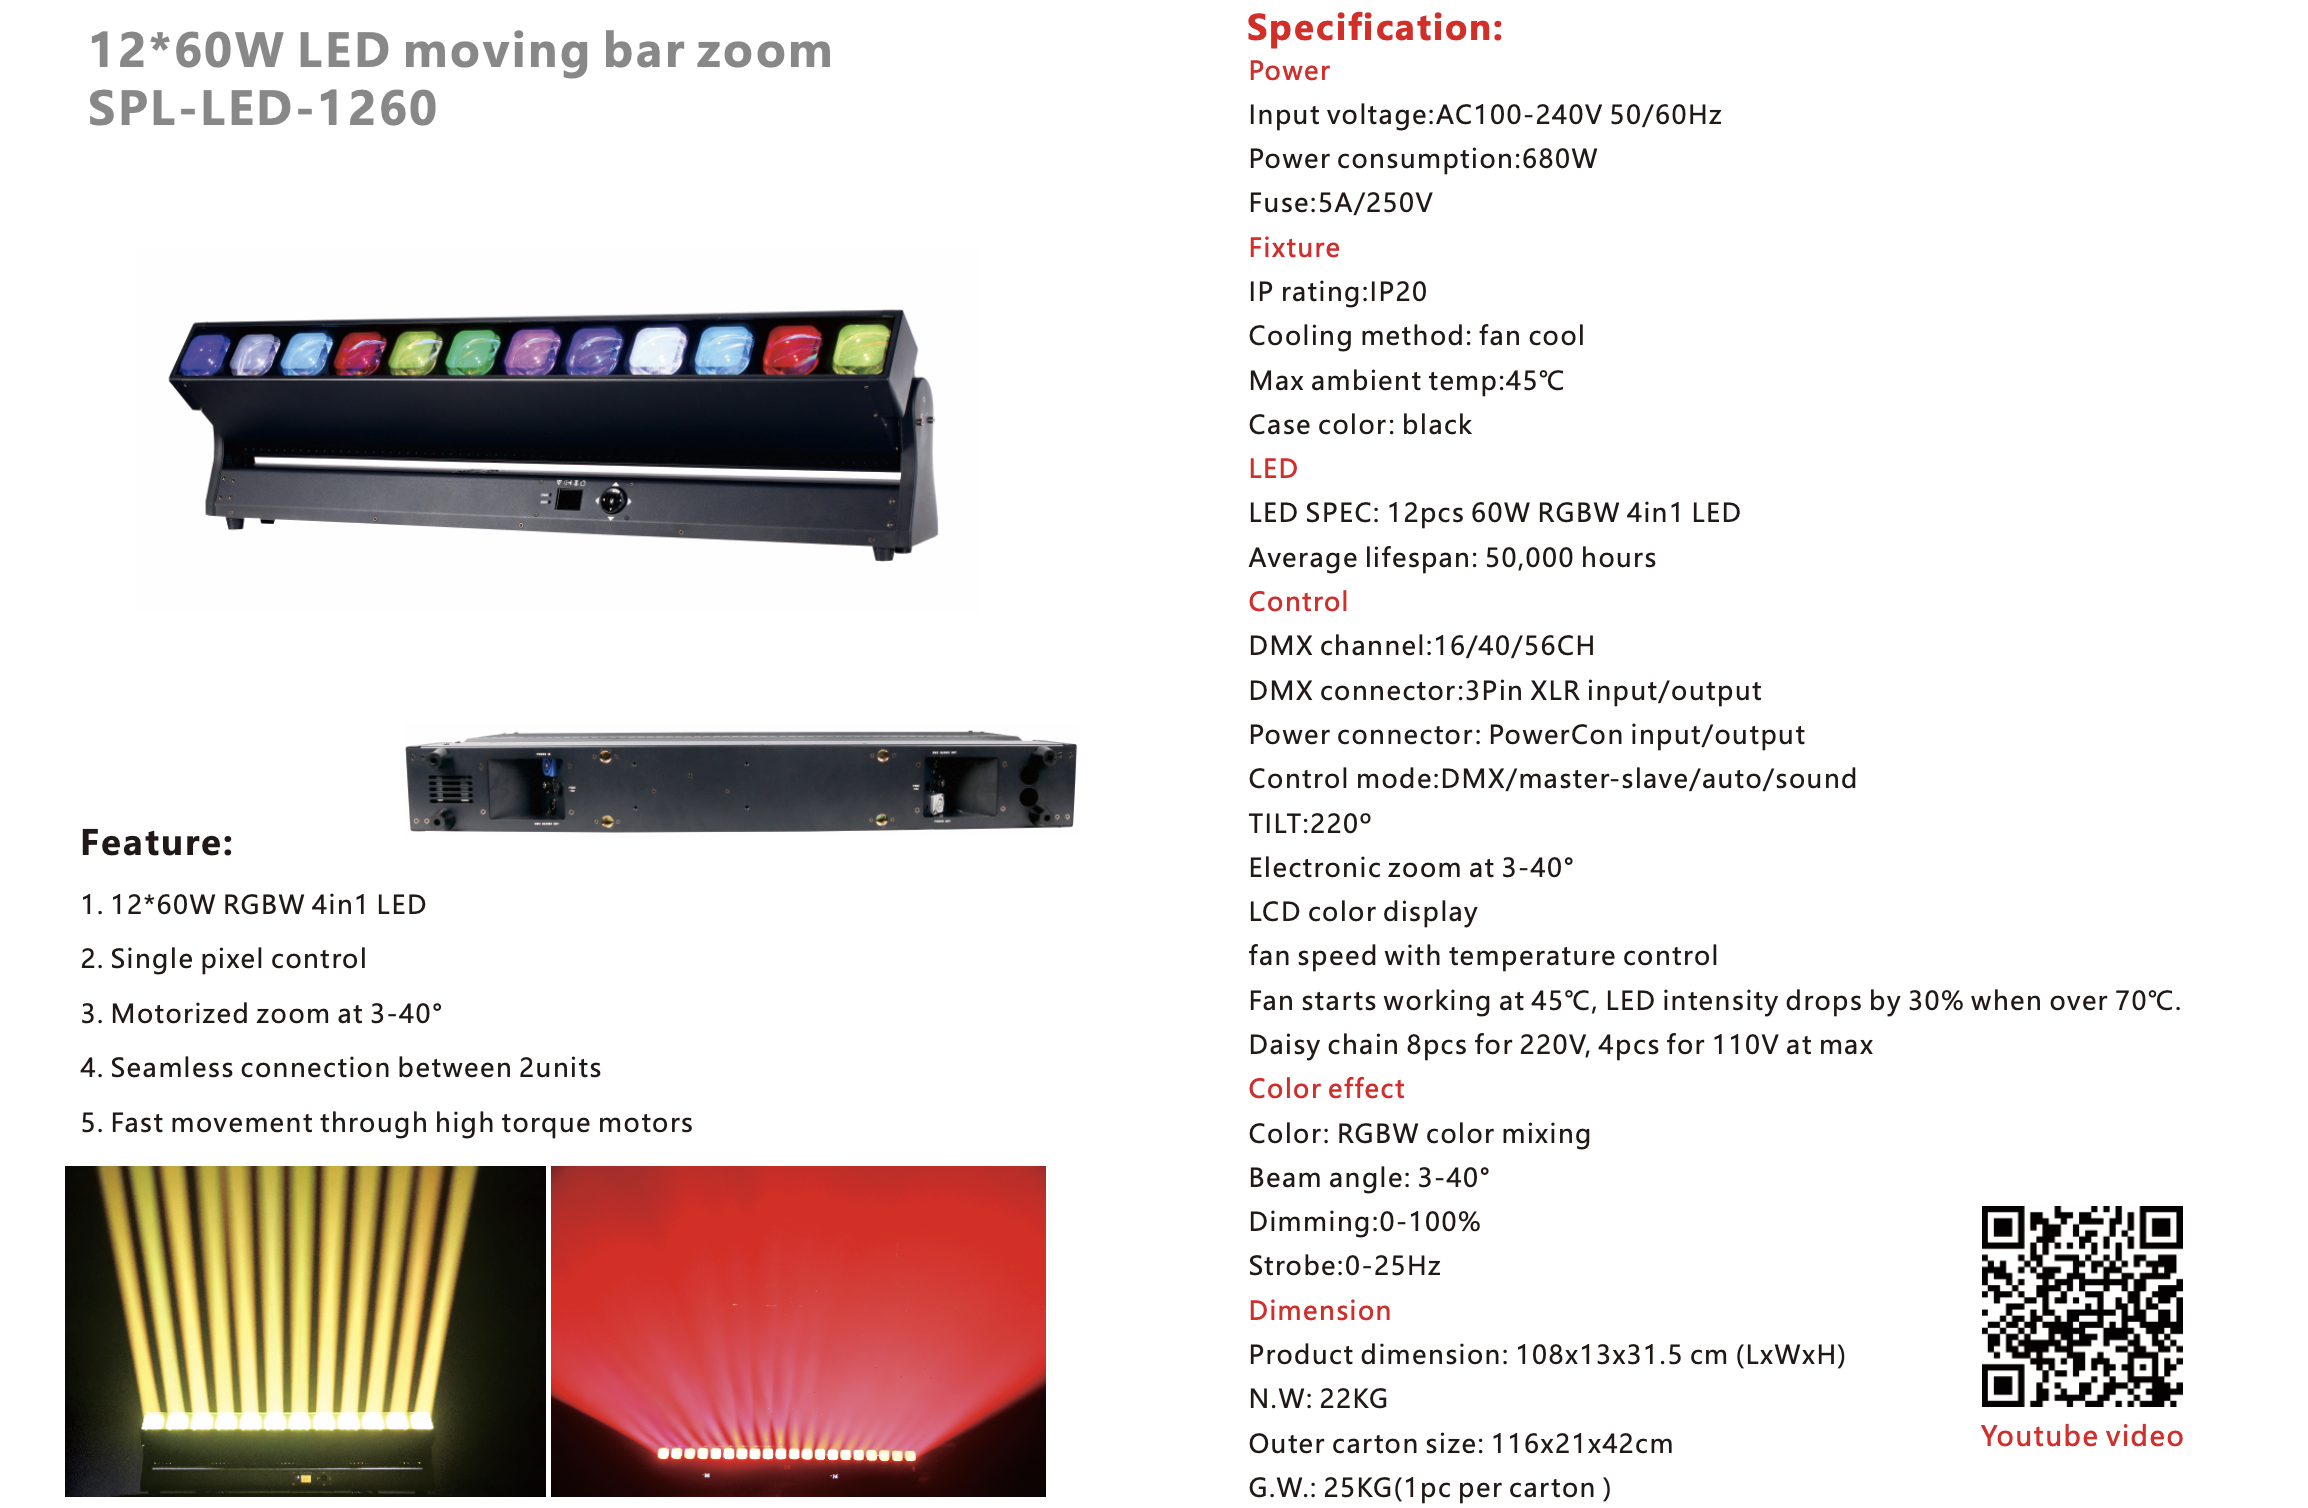 12*60W LED moving bar zoom
SPL-LED-1260
Feature:
1. 12*60W RGBW 4in1 LED
2. Single pixel control
3. Motorized zoom at 3-40°
4. Seamless connection between 2units
5. Fast movement through high torque motors
Specification:
Power
Input voltage:AC100-240V 50/60Hz
Power consumption:680W
Fuse:5A/250V
Fixture
IP rating:IP20
Cooling method: fan cool
Max ambient temp:45℃
Case color: black
LED
LED SPEC: 12pcs 60W RGBW 4in1 LED
Average lifespan: 50,000 hours
Control
DMX channel:16/40/56CH
DMX connector:3Pin XLR input/output
Power connector: PowerCon input/output
Control mode:DMX/master-slave/auto/sound
TILT:220º
Electronic zoom at 3-40°
LCD color display
fan speed with temperature control
Fan starts working at 45℃, LED intensity drops by 30% when over 70℃.
Daisy chain 8pcs for 220V, 4pcs for 110V at max
Color effect
Color: RGBW color mixing
Beam angle: 3-40°
Dimming:0-100%
Strobe:0-25Hz
Dimension
Product dimension: 108x13x31.5 cm (LxWxH)
N.W: 22KG
Outer carton size: 116x21x42cm
G.W.: 25KG(1pc per carton )
Youtube video